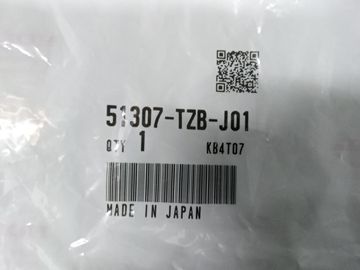 51307-TZB-J01
QTY 1 KB4T07
MADE IN JAPAN